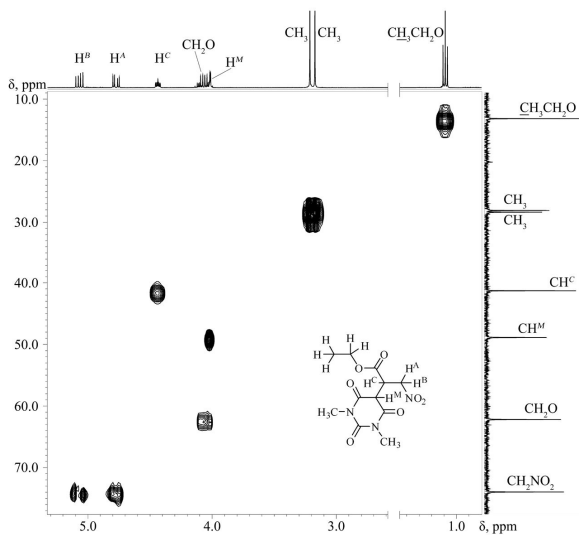 H^B H^A H^C CH₂O H^M CH₃ CH₃ CH₃CH₂O
δ, ppm
10.0
20.0
30.0
40.0
50.0
60.0
70.0
CH₃CH₂O
CH₃
CH₃
CH^C
CH^M
CH₂O
CH₂NO₂
H
H H
H₃C O
O H^A
H^C H^B
O H^M NO₂
H₃C N O
O N CH₃
O
5.0 4.0 3.0 1.0 δ, ppm